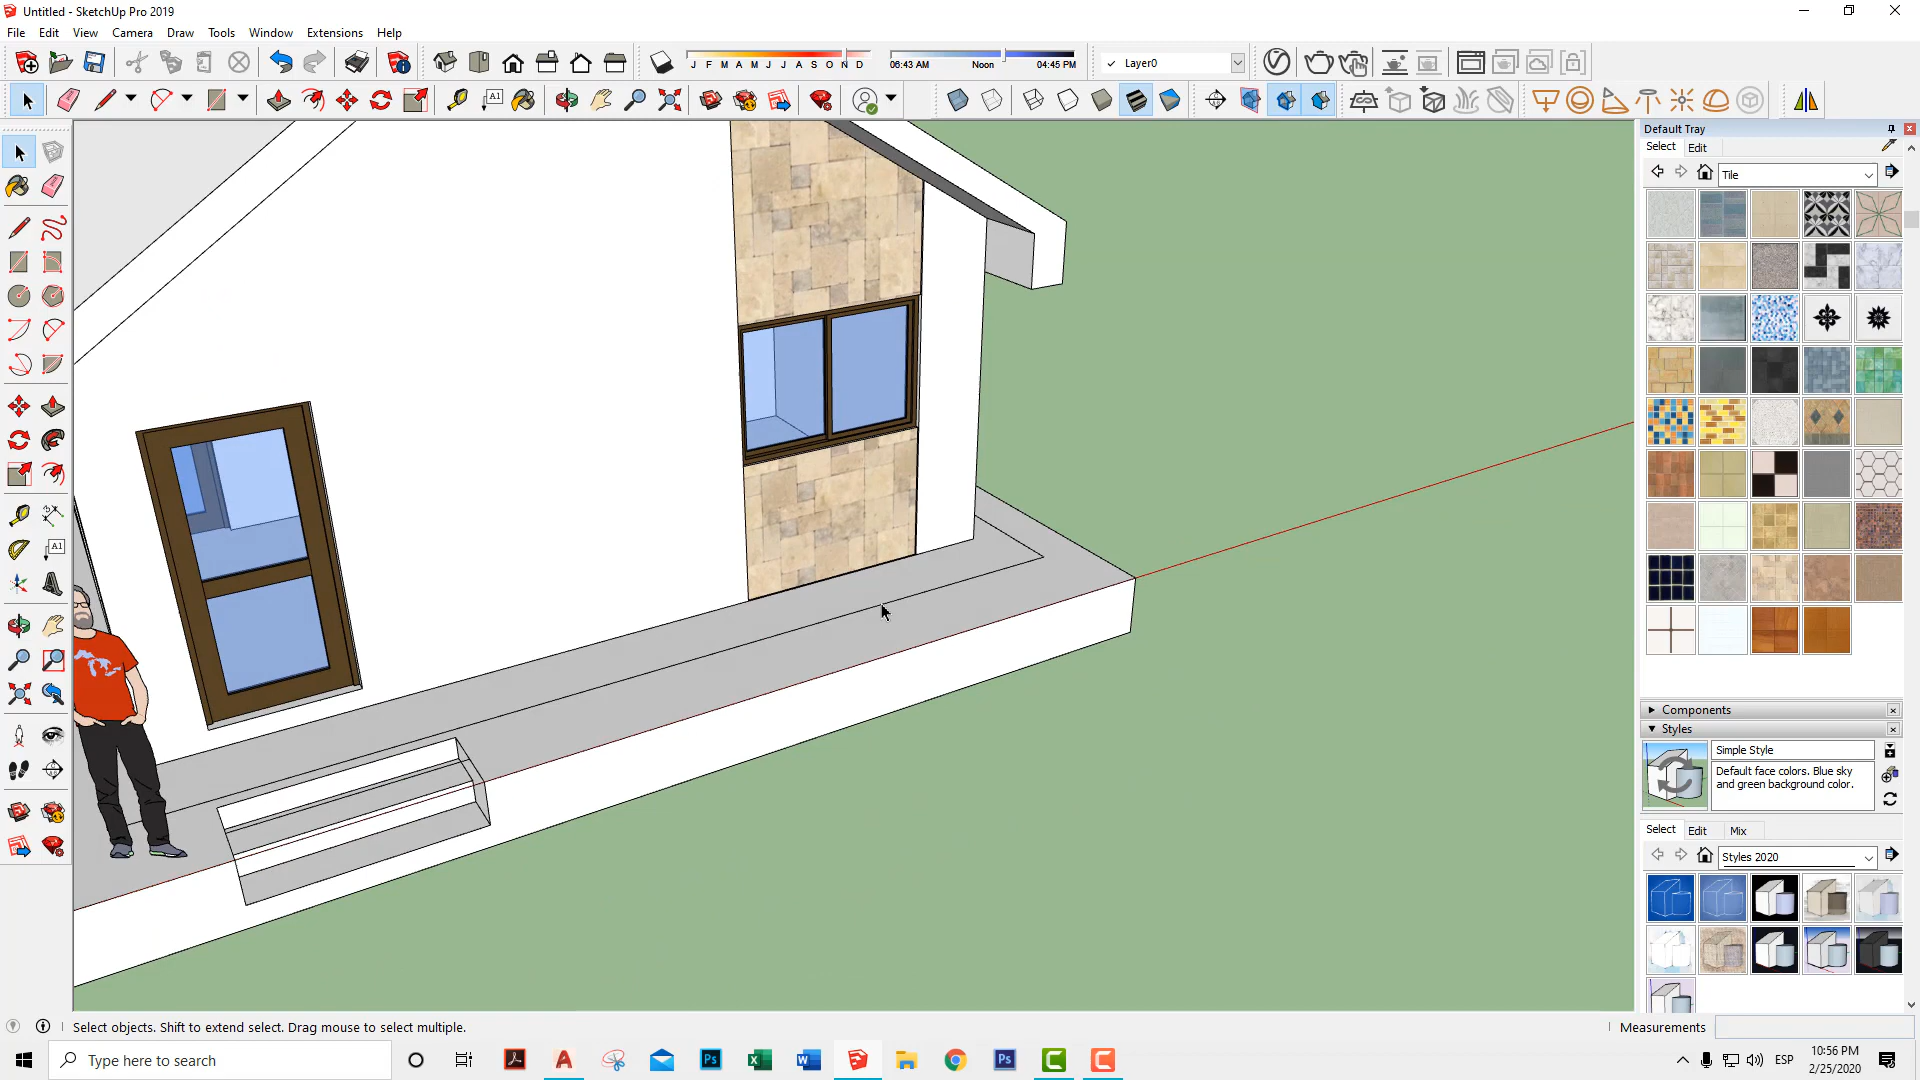 Untitled - SketchUp Pro 2019
File Edit View Camera Draw Tools Window Extensions Help
J F M A M J J A S O N D
06:43 AM Noon 04:45 PM
Layer0
A1
Default Tray
Select Edit
Tile
A1
Components
Styles
Simple Style
Default face colors. Blue sky
and green background color.
Select Edit Mix
Styles 2020
Select objects. Shift to extend select. Drag mouse to select multiple.
Measurements
Type here to search
ESP
10:56 PM
2/25/2020